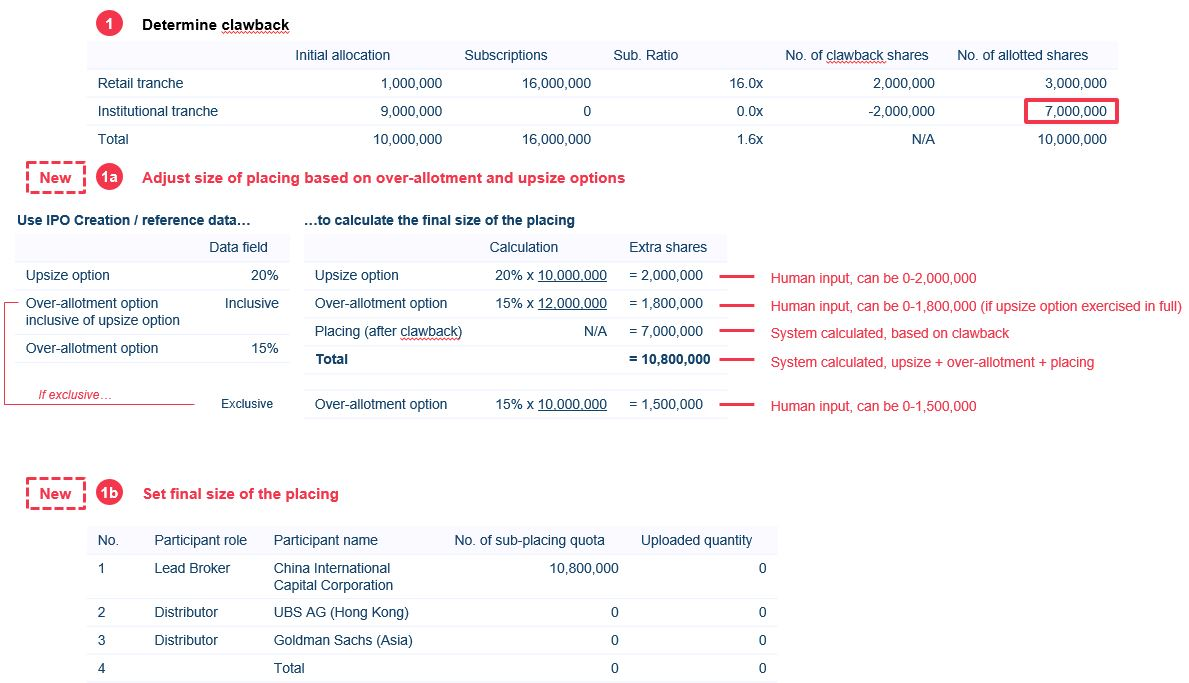 1 Determine clawback
Initial allocation Subscriptions Sub. Ratio No. of clawback shares No. of allotted shares
Retail tranche 1,000,000 16,000,000 16.0x 2,000,000 3,000,000
Institutional tranche 9,000,000 0 0.0x -2,000,000 7,000,000
Total 10,000,000 16,000,000 1.6x N/A 10,000,000
New 1a Adjust size of placing based on over-allotment and upsize options
Use IPO Creation / reference data… …to calculate the final size of the placing
Data field Calculation Extra shares
Upsize option 20% Upsize option 20% x 10,000,000 = 2,000,000 Human input, can be 0-2,000,000
Over-allotment option Inclusive Over-allotment option 15% x 12,000,000 = 1,800,000 Human input, can be 0-1,800,000 (if upsize option exercised in full)
inclusive of upsize option
Placing (after clawback) N/A = 7,000,000 System calculated, based on clawback
Over-allotment option 15%
Total = 10,800,000 System calculated, upsize + over-allotment + placing
If exclusive…
Exclusive Over-allotment option 15% x 10,000,000 = 1,500,000 Human input, can be 0-1,500,000
New 1b Set final size of the placing
No. Participant role Participant name No. of sub-placing quota Uploaded quantity
1 Lead Broker China International 10,800,000 0
Capital Corporation
2 Distributor UBS AG (Hong Kong) 0 0
3 Distributor Goldman Sachs (Asia) 0 0
4 Total 0 0